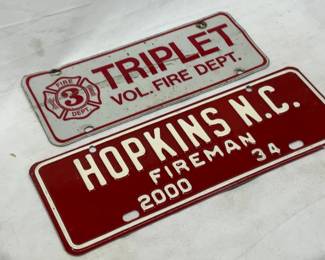 FIRE
3
DEPT.
TRIPLET
VOL. FIRE DEPT.
HOPKINS N.C.
FIREMAN
2000 34